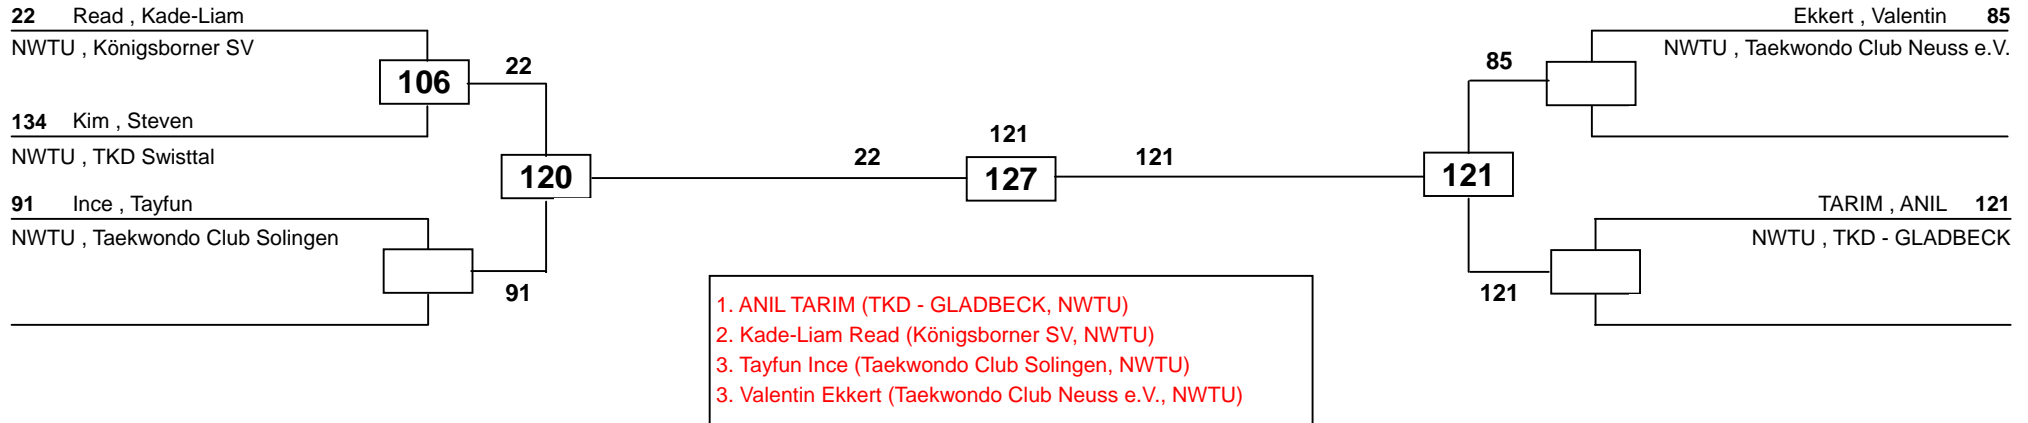 22 Read , Kade-Liam
NWTU , Königsborner SV
106
22
134 Kim , Steven
NWTU , TKD Swisttal
120
91 Ince , Tayfun
NWTU , Taekwondo Club Solingen
91
22
121
127
121
Ekkert , Valentin 85
NWTU , Taekwondo Club Neuss e.V.
85
121
TARIM , ANIL 121
NWTU , TKD - GLADBECK
121
1. ANIL TARIM (TKD - GLADBECK, NWTU)
2. Kade-Liam Read (Königsborner SV, NWTU)
3. Tayfun Ince (Taekwondo Club Solingen, NWTU)
3. Valentin Ekkert (Taekwondo Club Neuss e.V., NWTU)